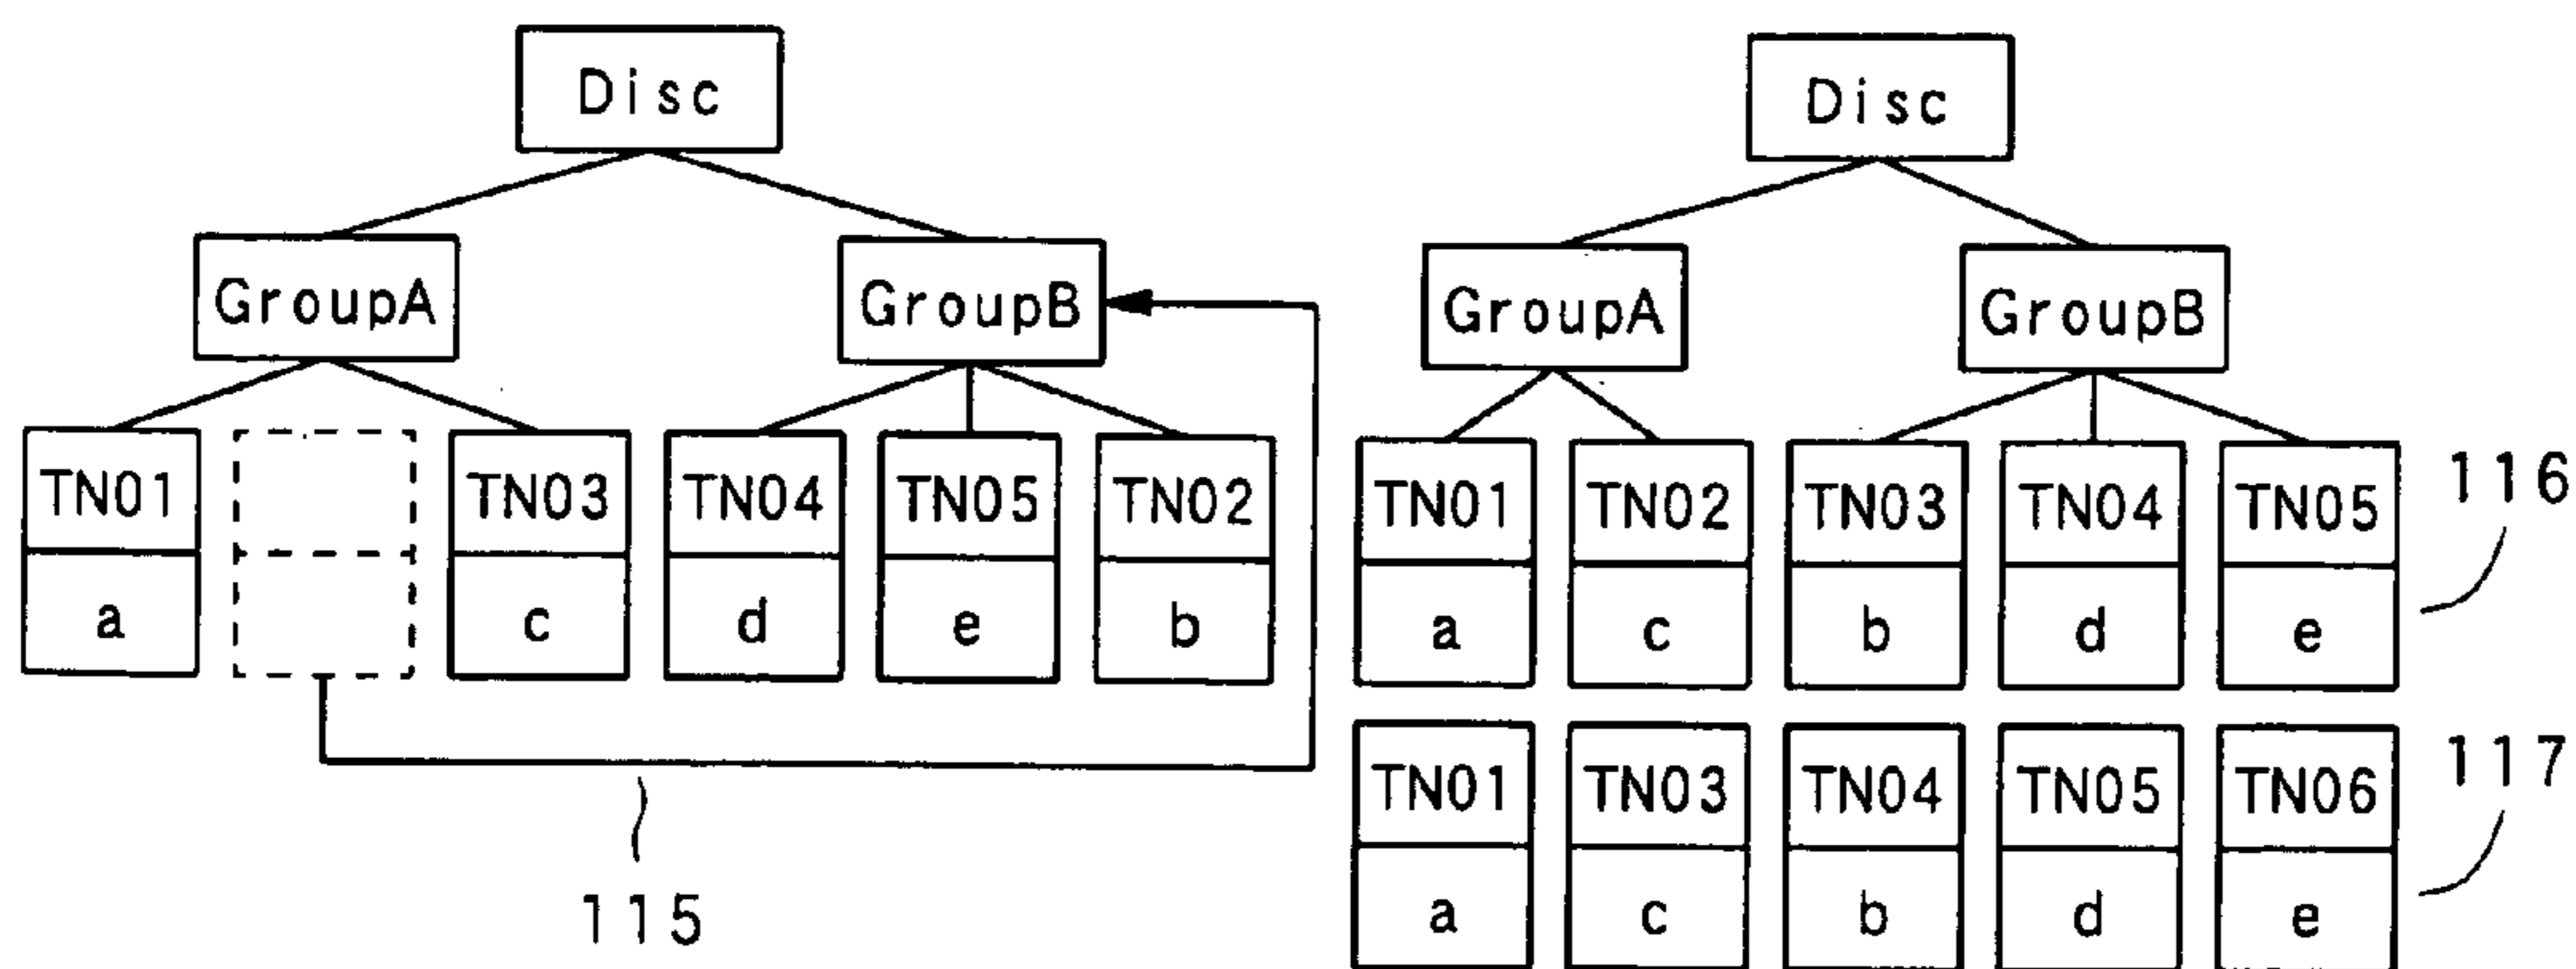 Disc
GroupA GroupB
TN01 TN03 TN04 TN05 TN02
a c d e b
115
Disc
GroupA GroupB
TN01 TN02 TN03 TN04 TN05 116
a c b d e
TN01 TN03 TN04 TN05 TN06 117
a c b d e